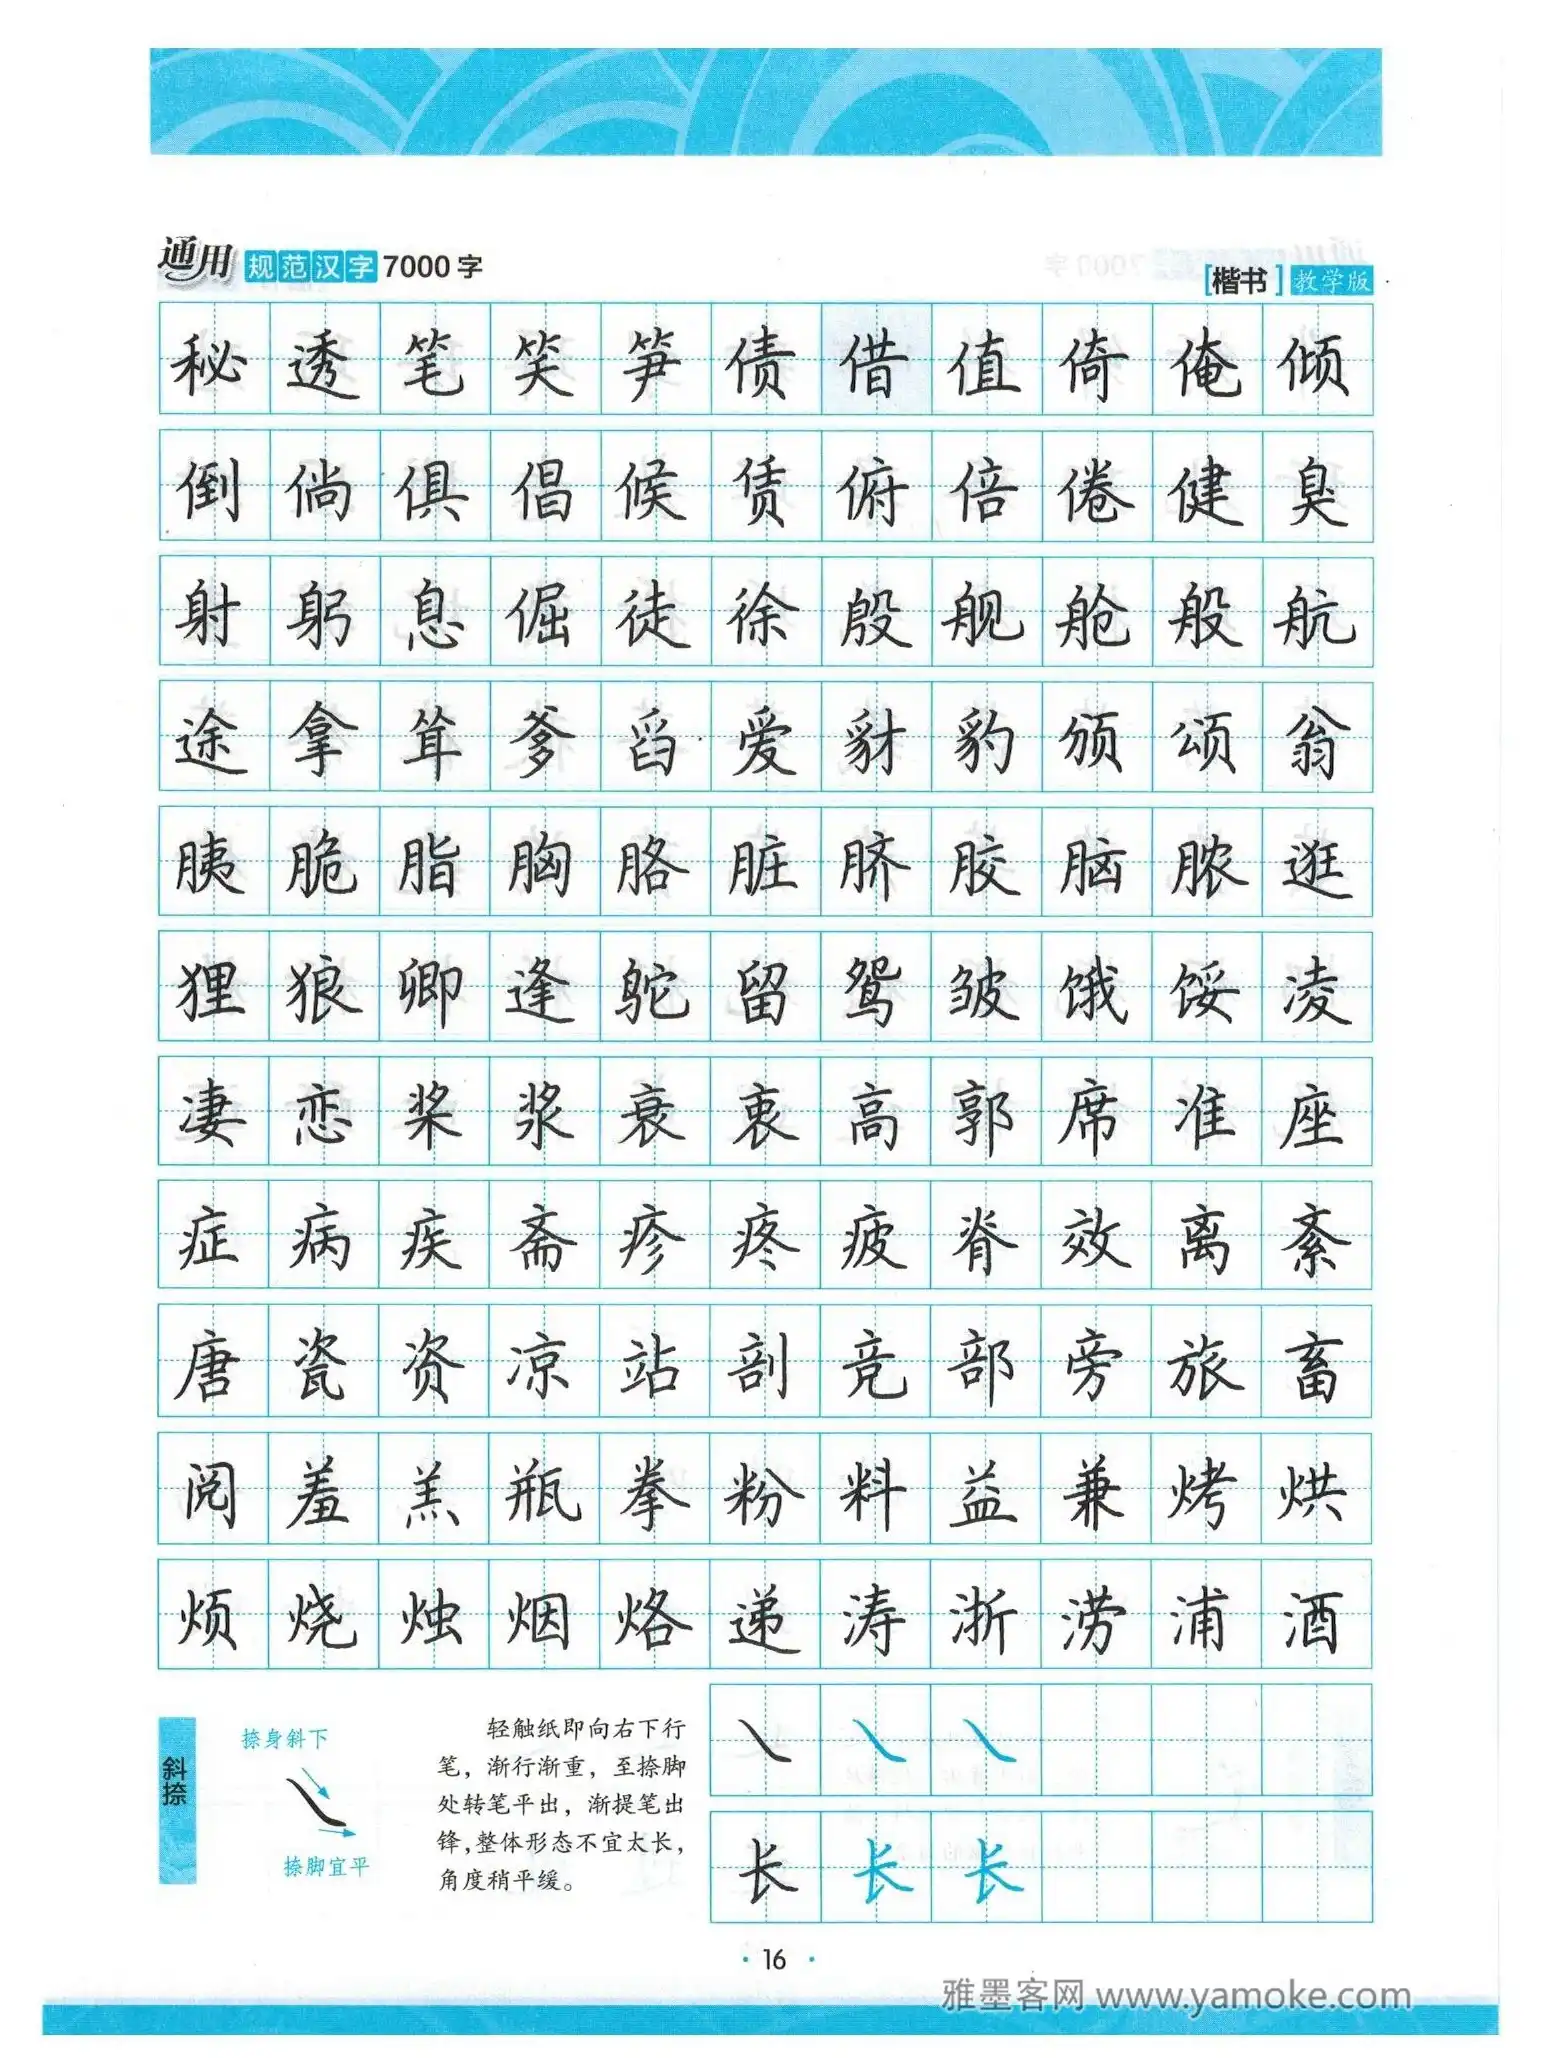 通用规范汉字7000字
[楷书]教学版
秘透笔笑笋债借值倚俺倾
倒倘俱倡候赁俯倍倦健臭
射躬息倔徒徐殷舰舱般航
途拿耸爹舀爱豺豹颁颂翁
胰脆脂胸胳脏脐胶脑脓逛
狸狼卿逢鸵留鸳皱饿馁凌
凄恋桨浆衰衷高郭席准座
症病疾斋疹疼疲脊效离紊
唐瓷资凉站剖竞部旁旅畜
阅羞羔瓶拳粉料益兼烤烘
烦烧烛烟烙递涛浙涝浦酒
斜捺
捺身斜下
捺脚宜平
轻触纸即向右下行
笔，渐行渐重，至捺脚
处转笔平出，渐提笔出
锋，整体形态不宜太长，
角度稍平缓。
长长长
·16·
雅墨客网 www.yamoke.com